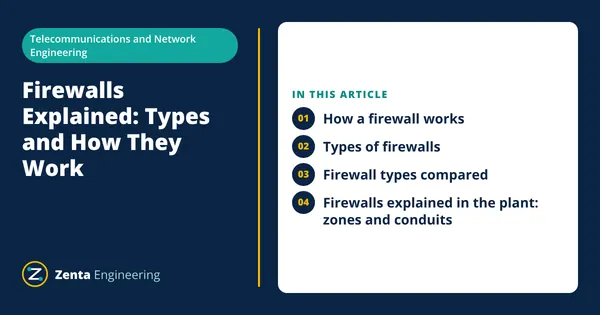 Telecommunications and Network
Engineering
Firewalls
Explained: Types
and How They
Work
Zenta Engineering
IN THIS ARTICLE
01 How a firewall works
02 Types of firewalls
03 Firewall types compared
04 Firewalls explained in the plant:
zones and conduits